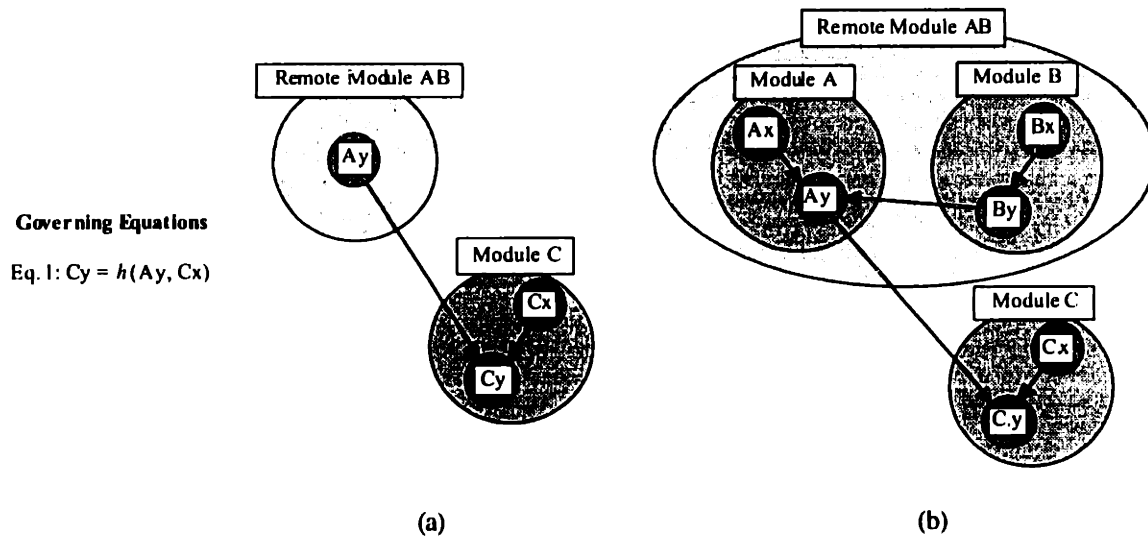 Governing Equations
Eq. 1: Cy = h(Ay, Cx)
Remote Module AB
Ay
Module C
Cx
Cy
(a)
Remote Module AB
Module A
Module B
Ax
Bx
Ay
By
Module C
C.x
C.y
(b)